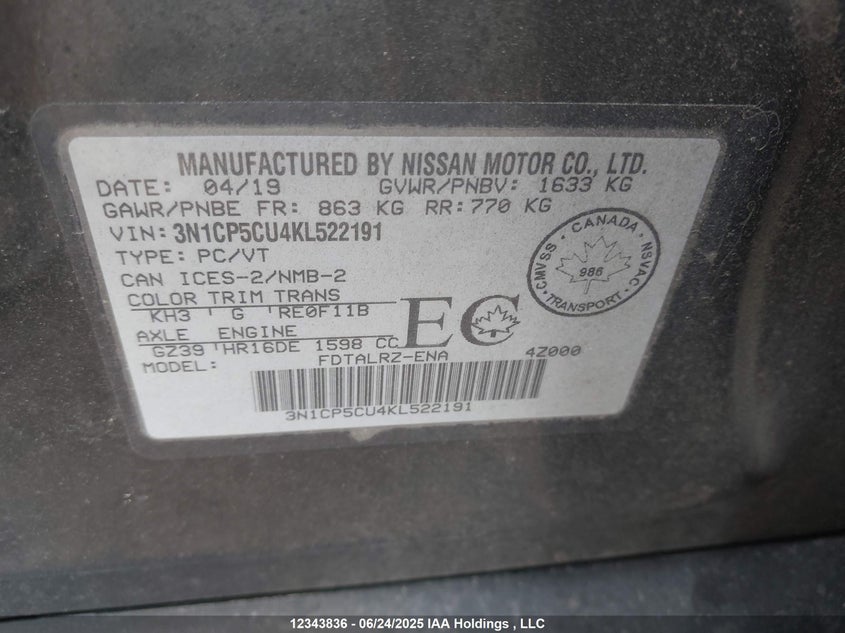 MANUFACTURED BY NISSAN MOTOR CO., LTD.
DATE: 04/19 GVWR/PNBV: 1633 KG
GAWR/PNBE FR: 863 KG RR: 770 KG
VIN: 3N1CP5CU4KL522191
TYPE: PC/VT
CAN ICES-2/NMB-2
COLOR TRIM TRANS
KH3 G RE0F11B
AXLE ENGINE
GZ39 HR16DE 1598 CC
MODEL: FDTALRZ-ENA 4Z000
3N1CP5CU4KL522191
EC
CMVSS · CANADA · NSVAC · TRANSPORT ·
986
12343836 - 06/24/2025 IAA Holdings , LLC